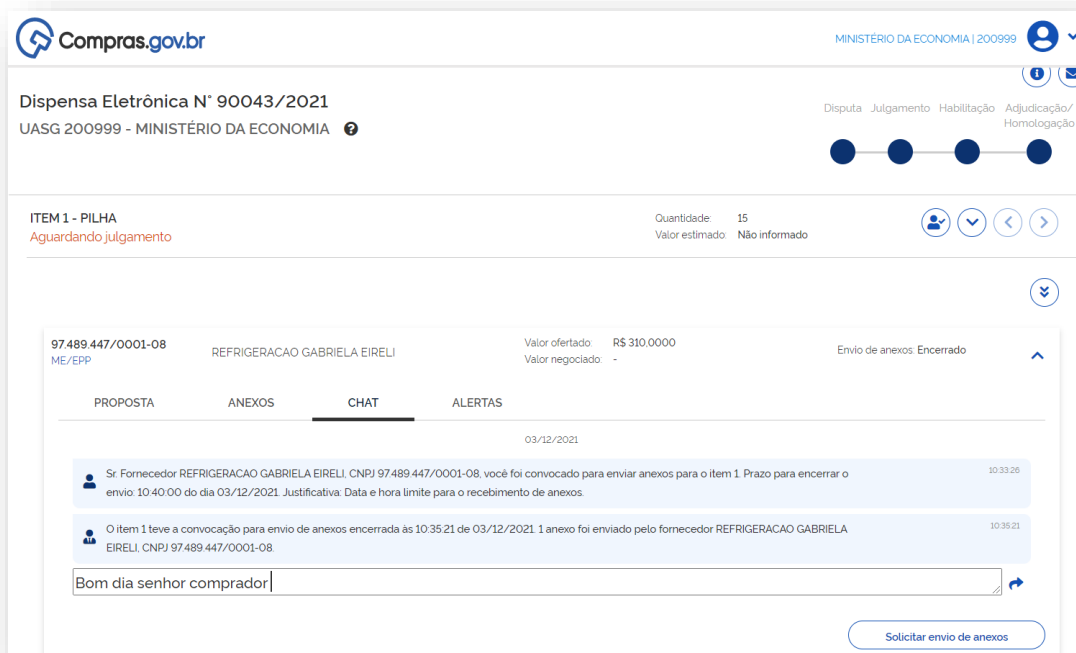 Compras.gov.br
MINISTÉRIO DA ECONOMIA | 200999
Dispensa Eletrônica N° 90043/2021
UASG 200999 - MINISTÉRIO DA ECONOMIA
Disputa Julgamento Habilitação Adjudicação/
Homologação
ITEM 1 - PILHA
Aguardando julgamento
Quantidade: 15
Valor estimado: Não informado
97.489.447/0001-08
ME/EPP
REFRIGERACAO GABRIELA EIRELI
Valor ofertado: R$ 310,0000
Valor negociado: -
Envio de anexos: Encerrado
PROPOSTA ANEXOS CHAT ALERTAS
03/12/2021
Sr. Fornecedor REFRIGERACAO GABRIELA EIRELI, CNPJ 97.489.447/0001-08, você foi convocado para enviar anexos para o item 1. Prazo para encerrar o
envio: 10:40:00 do dia 03/12/2021. Justificativa: Data e hora limite para o recebimento de anexos.
10:33:26
O item 1 teve a convocação para envio de anexos encerrada às 10:35:21 de 03/12/2021. 1 anexo foi enviado pelo fornecedor REFRIGERACAO GABRIELA
EIRELI, CNPJ 97.489.447/0001-08.
10:35:21
Bom dia senhor comprador
Solicitar envio de anexos